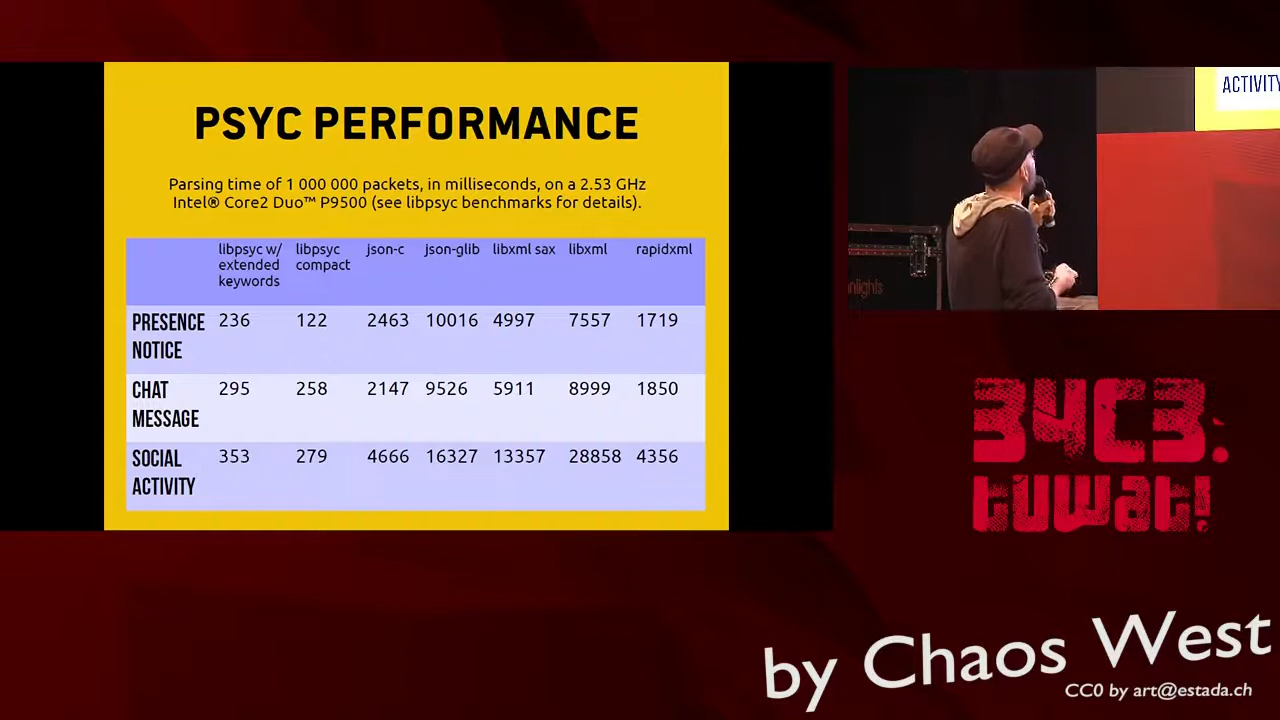 PSYC PERFORMANCE
Parsing time of 1 000 000 packets, in milliseconds, on a 2.53 GHz
Intel® Core2 Duo™ P9500 (see libpsyc benchmarks for details).
libpsyc w/ extended keywords libpsyc compact json-c json-glib libxml sax libxml rapidxml
PRESENCE NOTICE 236 122 2463 10016 4997 7557 1719
CHAT MESSAGE 295 258 2147 9526 5911 8999 1850
SOCIAL ACTIVITY 353 279 4666 16327 13357 28858 4356
ACTIVITY
34C3:
tuwat!
by Chaos West
CC0 by art@estada.ch